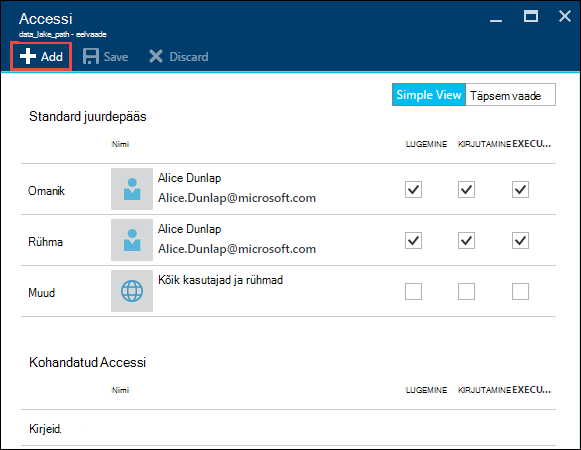 Accessi
data_lake_path - eelvaade
Add Save Discard
Simple View Täpsem vaade
Standard juurdepääs
Nimi LUGEMINE KIRJUTAMINE EXECU...
Omanik Alice Dunlap
Alice.Dunlap@microsoft.com
Rühma Alice Dunlap
Alice.Dunlap@microsoft.com
Muud Kõik kasutajad ja rühmad
Kohandatud Accessi
Nimi LUGEMINE KIRJUTAMINE EXECU...
Kirjeid.